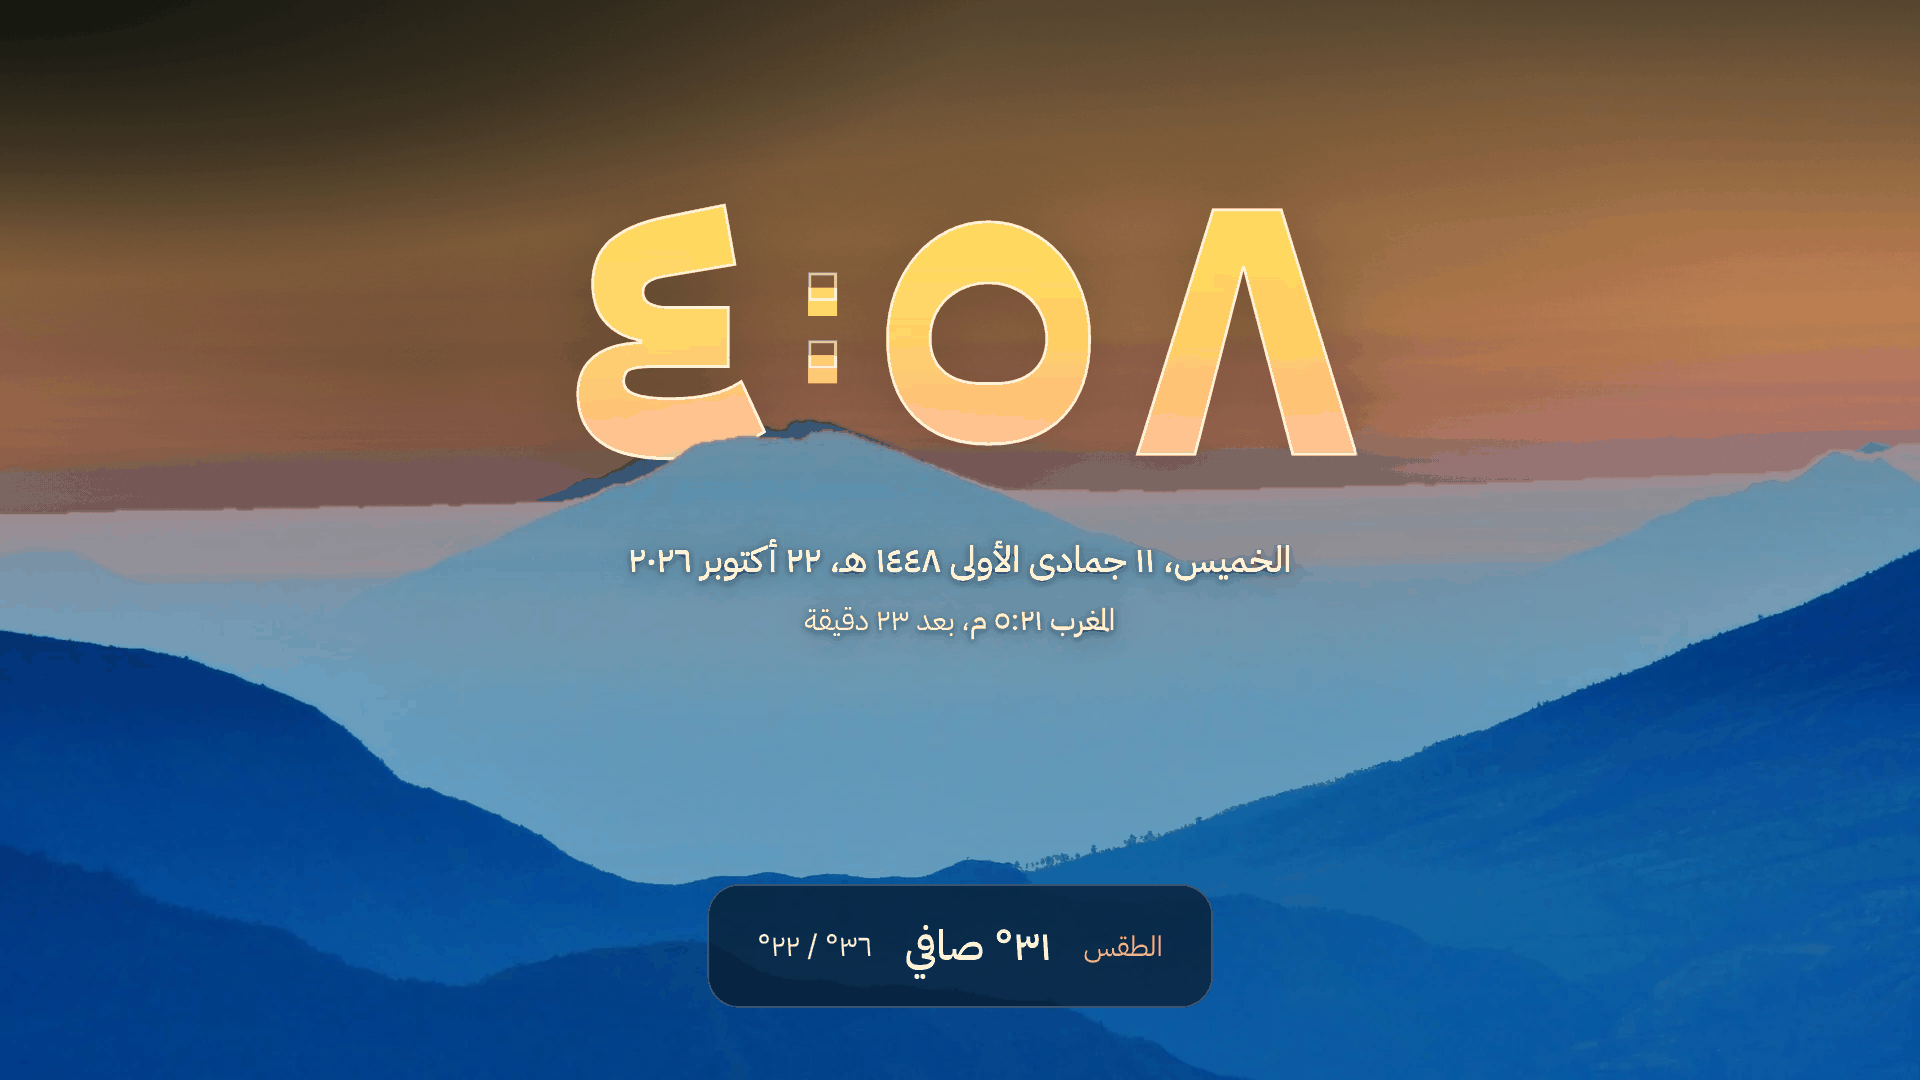 ٤:٥٨
الخميس، ١١ جمادى الأولى ١٤٤٨ هـ، ٢٢ أكتوبر ٢٠٢٦
المغرب ٥:٢١ م، بعد ٢٣ دقيقة
الطقس ٣١° صافي ٣٦° / ٢٢°